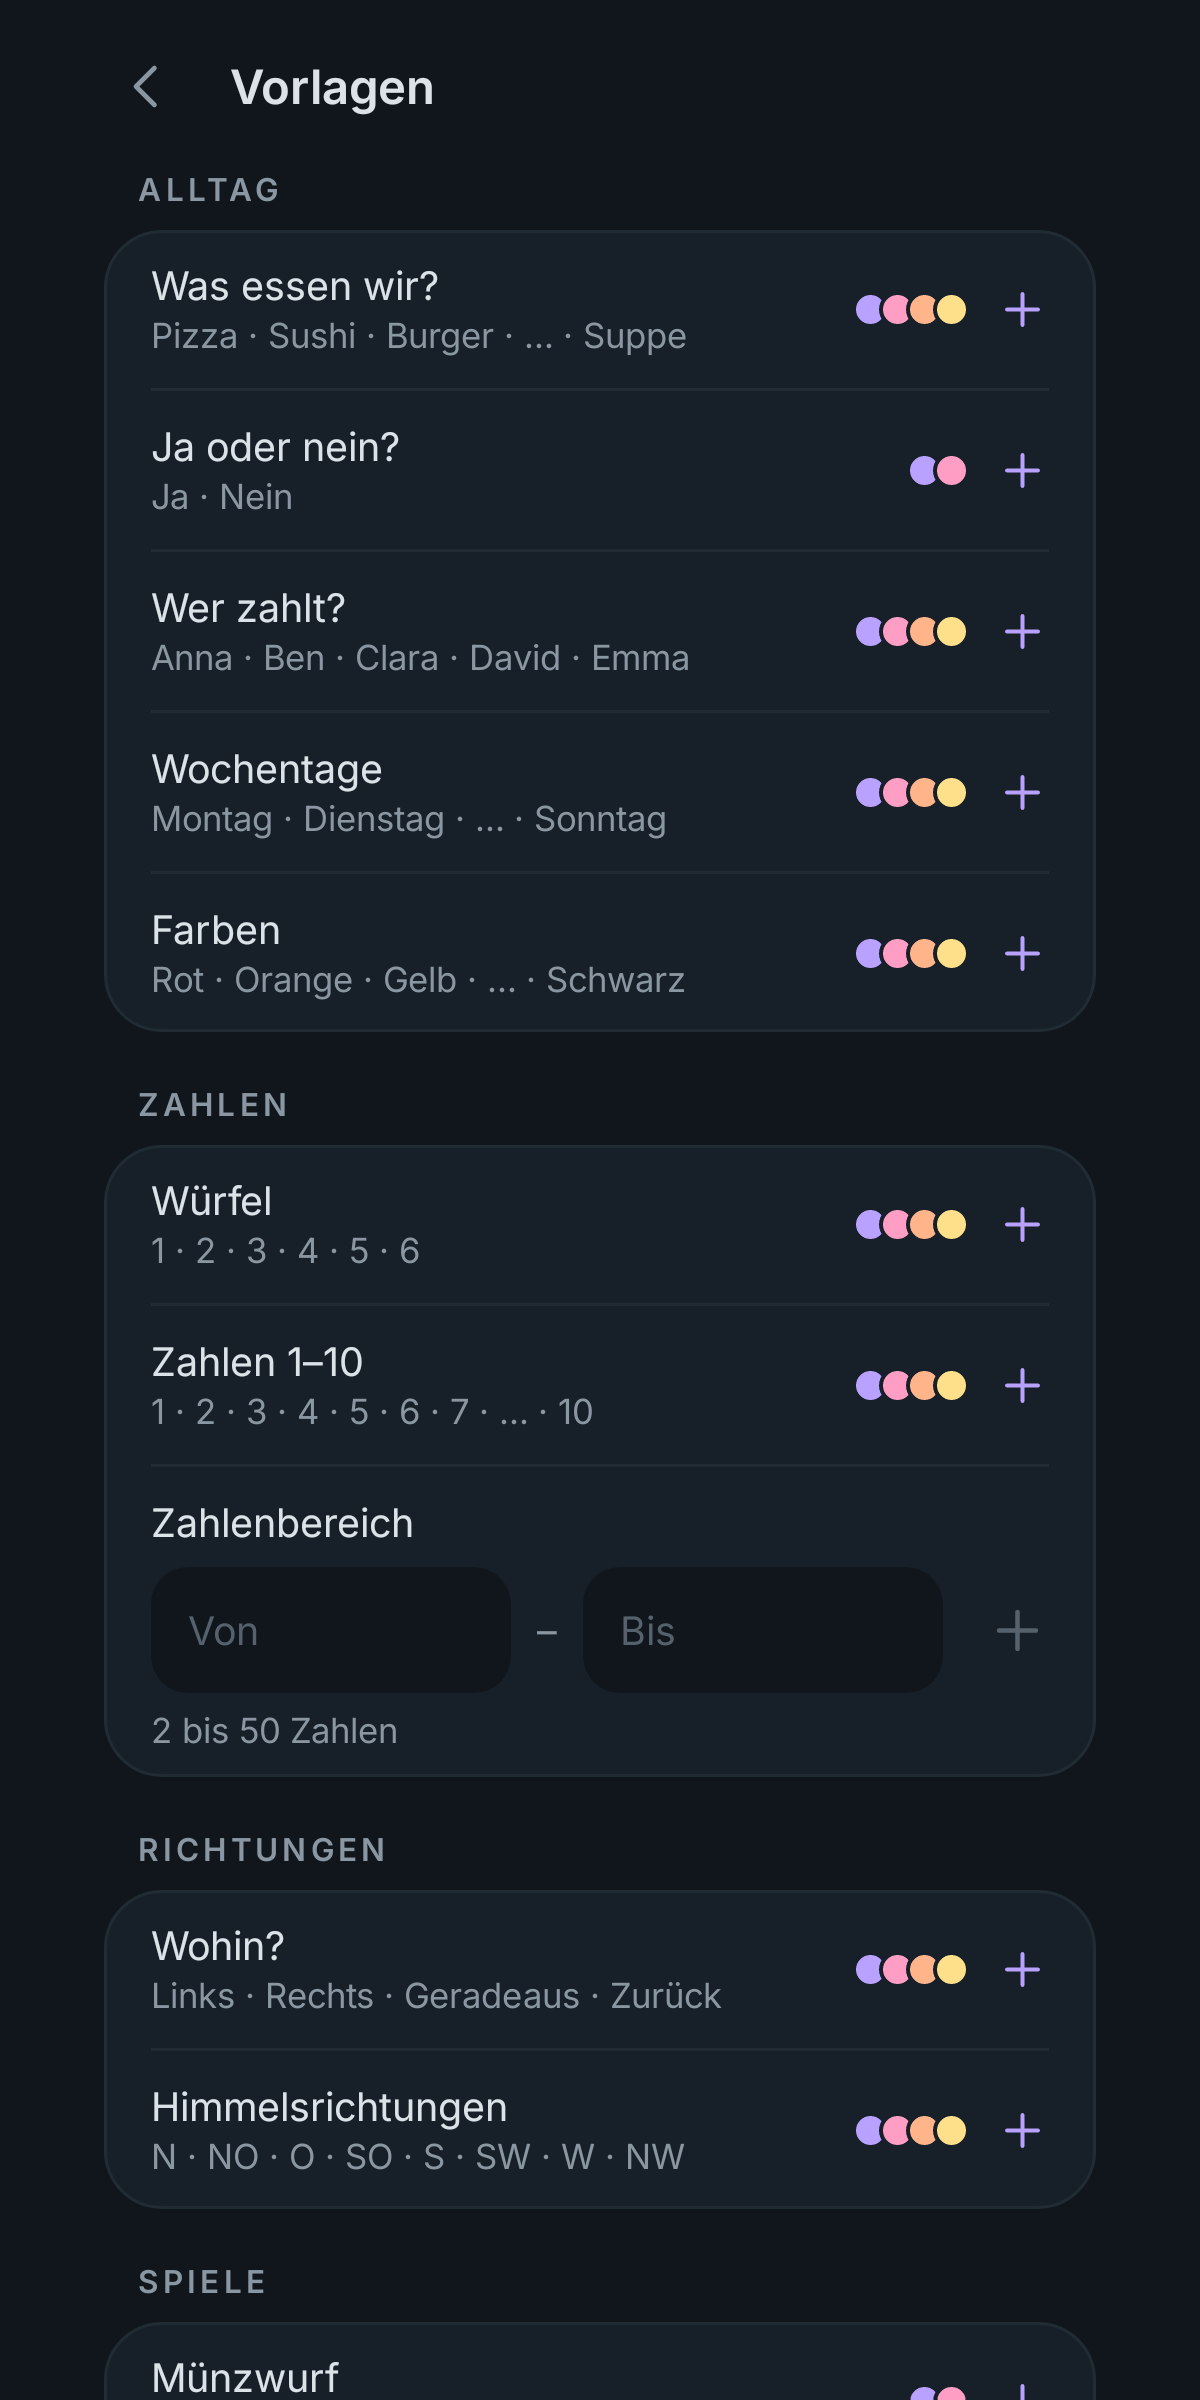 Vorlagen
ALLTAG
Was essen wir?
Pizza · Sushi · Burger · ... · Suppe
Ja oder nein?
Ja · Nein
Wer zahlt?
Anna · Ben · Clara · David · Emma
Wochentage
Montag · Dienstag · ... · Sonntag
Farben
Rot · Orange · Gelb · ... · Schwarz
ZAHLEN
Würfel
1 · 2 · 3 · 4 · 5 · 6
Zahlen 1–10
1 · 2 · 3 · 4 · 5 · 6 · 7 · ... · 10
Zahlenbereich
Von – Bis
2 bis 50 Zahlen
RICHTUNGEN
Wohin?
Links · Rechts · Geradeaus · Zurück
Himmelsrichtungen
N · NO · O · SO · S · SW · W · NW
SPIELE
Münzwurf